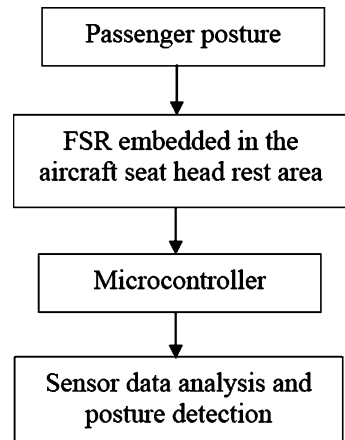 Passenger posture
FSR embedded in the
aircraft seat head rest area
Microcontroller
Sensor data analysis and
posture detection